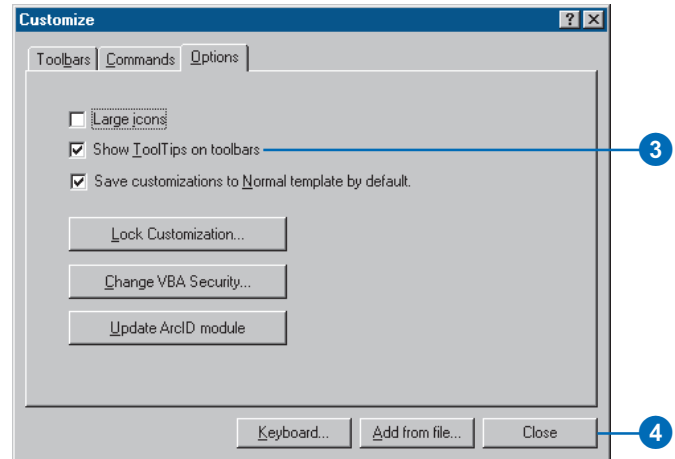 Customize
Toolbars Commands Options
Large icons
Show ToolTips on toolbars 3
Save customizations to Normal template by default.
Lock Customization...
Change VBA Security...
Update ArcID module
Keyboard... Add from file... Close 4